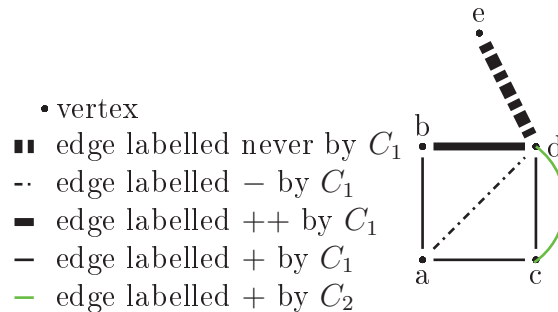 e
vertex
b
edge labelled never by C₁
d
edge labelled − by C₁
edge labelled ++ by C₁
edge labelled + by C₁
a
c
edge labelled + by C₂